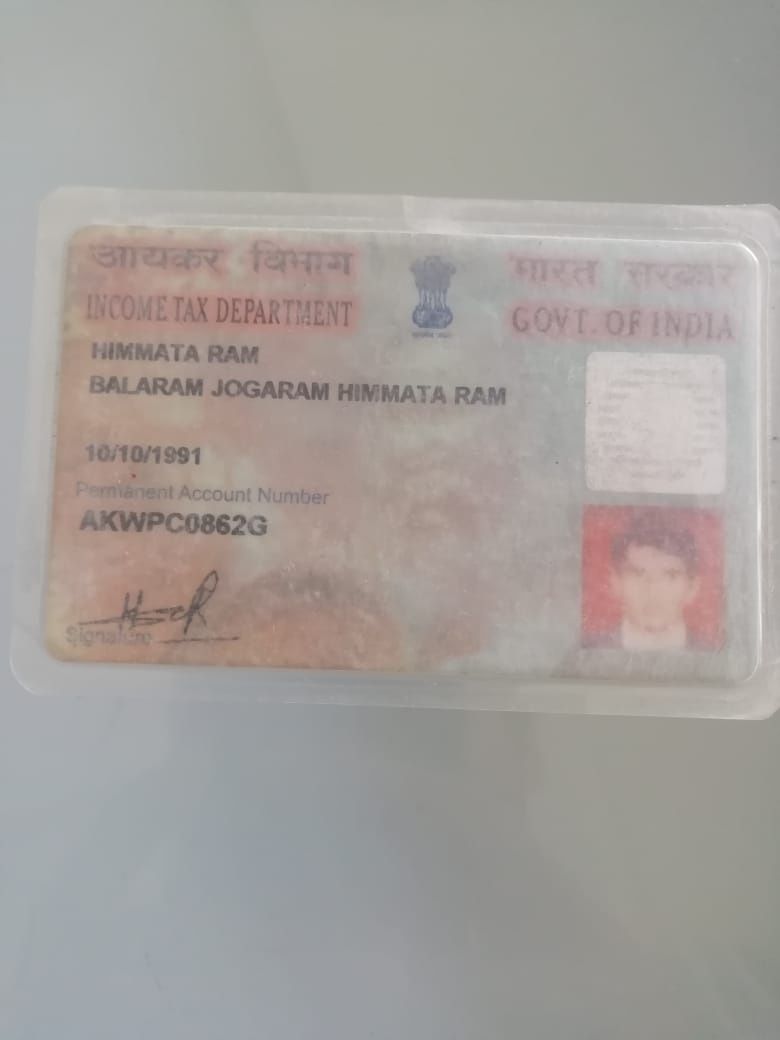 आयकर विभाग
भारत सरकार
INCOME TAX DEPARTMENT
GOVT. OF INDIA
HIMMATA RAM
BALARAM JOGARAM HIMMATA RAM
10/10/1991
Permanent Account Number
AKWPC0862G
Signature